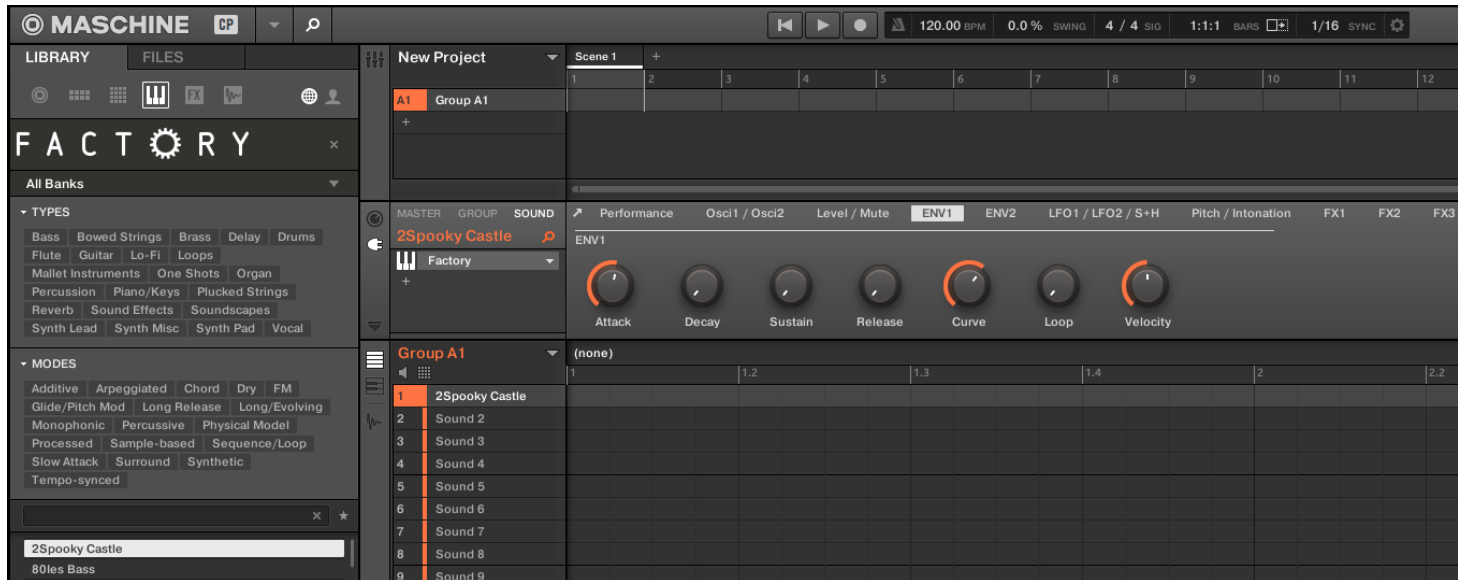 MASCHINE CP
120.00 BPM 0.0 % SWING 4 / 4 SIG 1:1:1 BARS 1/16 SYNC
LIBRARY FILES
FX
FACTORY
All Banks
TYPES
Bass Bowed Strings Brass Delay Drums
Flute Guitar Lo-Fi Loops
Mallet Instruments One Shots Organ
Percussion Piano/Keys Plucked Strings
Reverb Sound Effects Soundscapes
Synth Lead Synth Misc Synth Pad Vocal
MODES
Additive Arpeggiated Chord Dry FM
Glide/Pitch Mod Long Release Long/Evolving
Monophonic Percussive Physical Model
Processed Sample-based Sequence/Loop
Slow Attack Surround Synthetic
Tempo-synced
2Spooky Castle
80les Bass
New Project
A1 Group A1
+
Scene 1 +
1 2 3 4 5 6 7 8 9 10 11 12
MASTER GROUP SOUND
2Spooky Castle
Factory
+
Performance Osci1 / Osci2 Level / Mute ENV1 ENV2 LFO1 / LFO2 / S+H Pitch / Intonation FX1 FX2 FX3
ENV1
Attack Decay Sustain Release Curve Loop Velocity
Group A1
(none)
1 1.2 1.3 1.4 2 2.2
1 2Spooky Castle
2 Sound 2
3 Sound 3
4 Sound 4
5 Sound 5
6 Sound 6
7 Sound 7
8 Sound 8
9 Sound 9